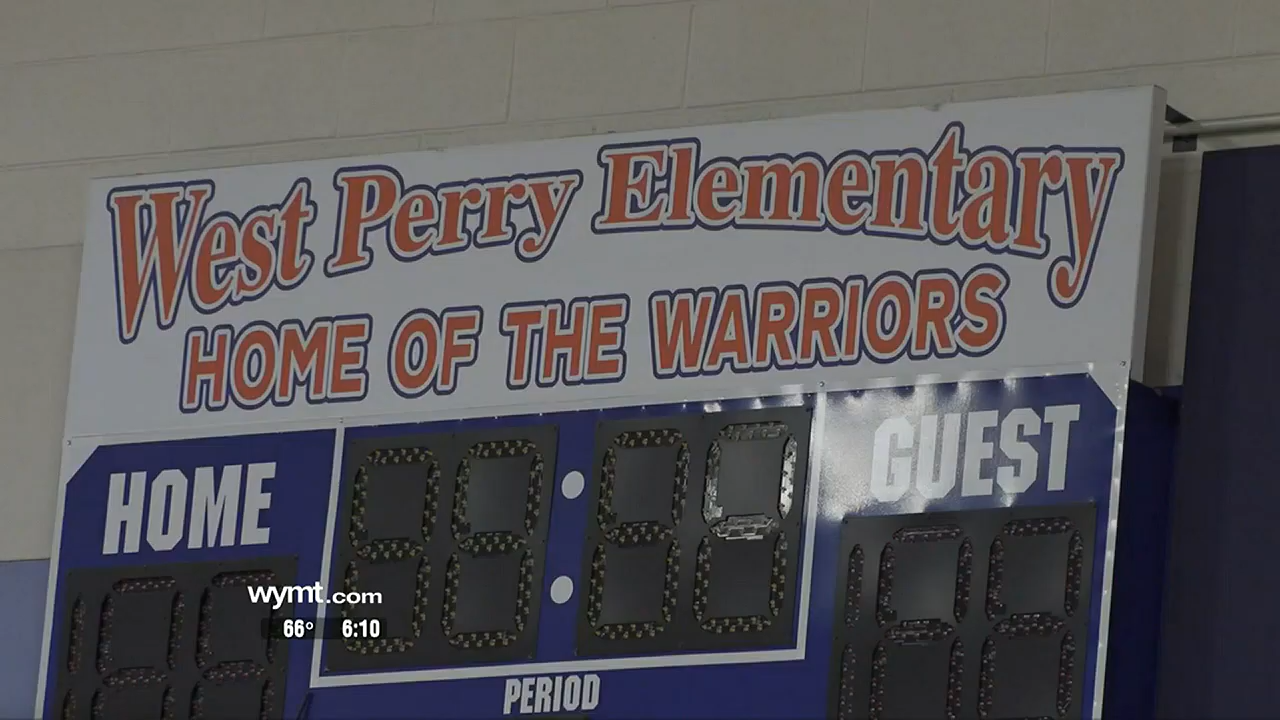 West Perry Elementary
HOME OF THE WARRIORS
HOME
GUEST
wymt.com
66° 6:10
PERIOD